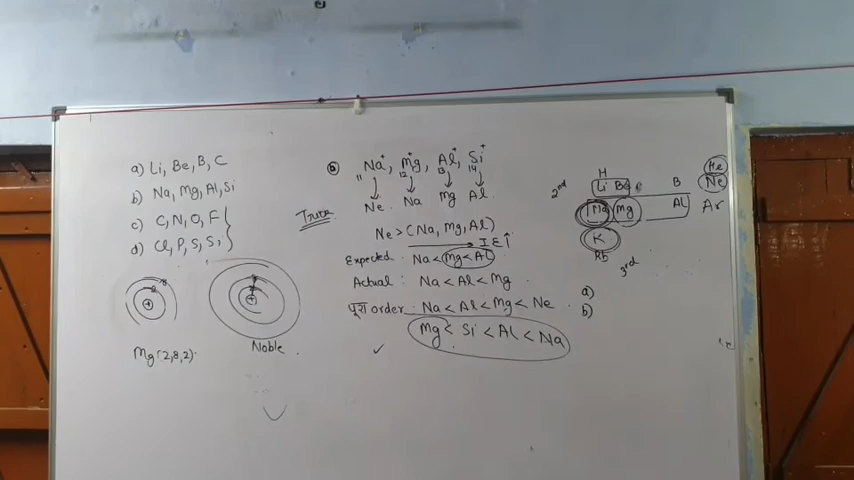 a) Li, Be, B, C
b) Na, Mg, Al, Si
c) C, N, O, F
d) Cl, P, S, Si
Mg (2,8,2)
Noble
True
⑤ Na⁺, Mg⁺, Al⁺, Si⁺
11 12 13 14
Ne Na Mg Al
Ne > (Na, Mg, Al)
I E ↑
Expected: Na < Mg < Al
Actual: Na < Al < Mg
पूरा order: Na < Al < Mg < Ne
Mg < Si < Al < Na
H He
2nd Li Be B Ne
Na Mg Al Ar
K
Rb
3rd
a)
b)